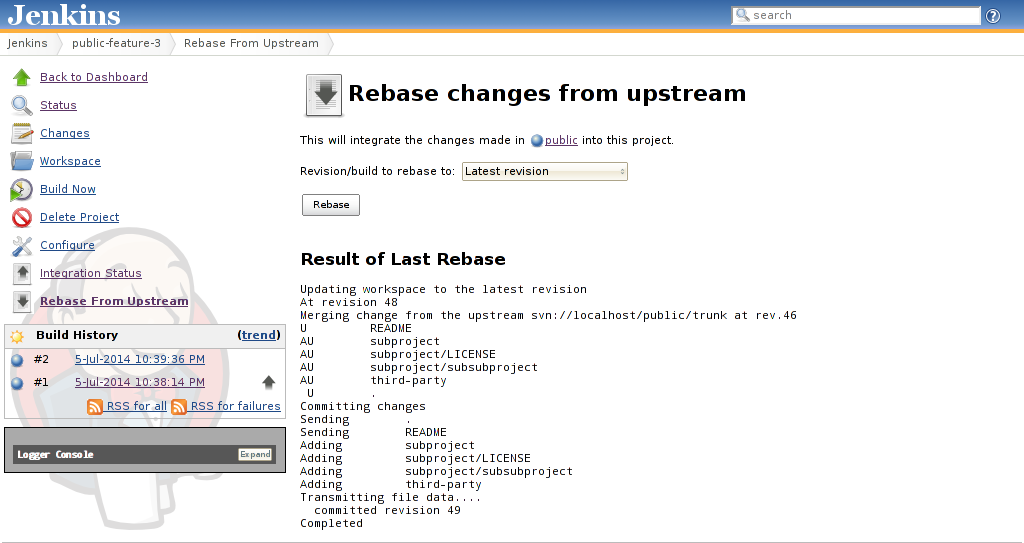 Jenkins
search
Jenkins public-feature-3 Rebase From Upstream
Back to Dashboard
Status
Changes
Workspace
Build Now
Delete Project
Configure
Integration Status
Rebase From Upstream
Build History (trend)
#2 5-Jul-2014 10:39:36 PM
#1 5-Jul-2014 10:38:14 PM
RSS for all RSS for failures
Logger Console Expand
Rebase changes from upstream
This will integrate the changes made in public into this project.
Revision/build to rebase to: Latest revision
Rebase
Result of Last Rebase
Updating workspace to the latest revision
At revision 48
Merging change from the upstream svn://localhost/public/trunk at rev.46
U README
AU subproject
AU subproject/LICENSE
AU subproject/subsubproject
AU third-party
U .
Committing changes
Sending .
Sending README
Adding subproject
Adding subproject/LICENSE
Adding subproject/subsubproject
Adding third-party
Transmitting file data....
committed revision 49
Completed